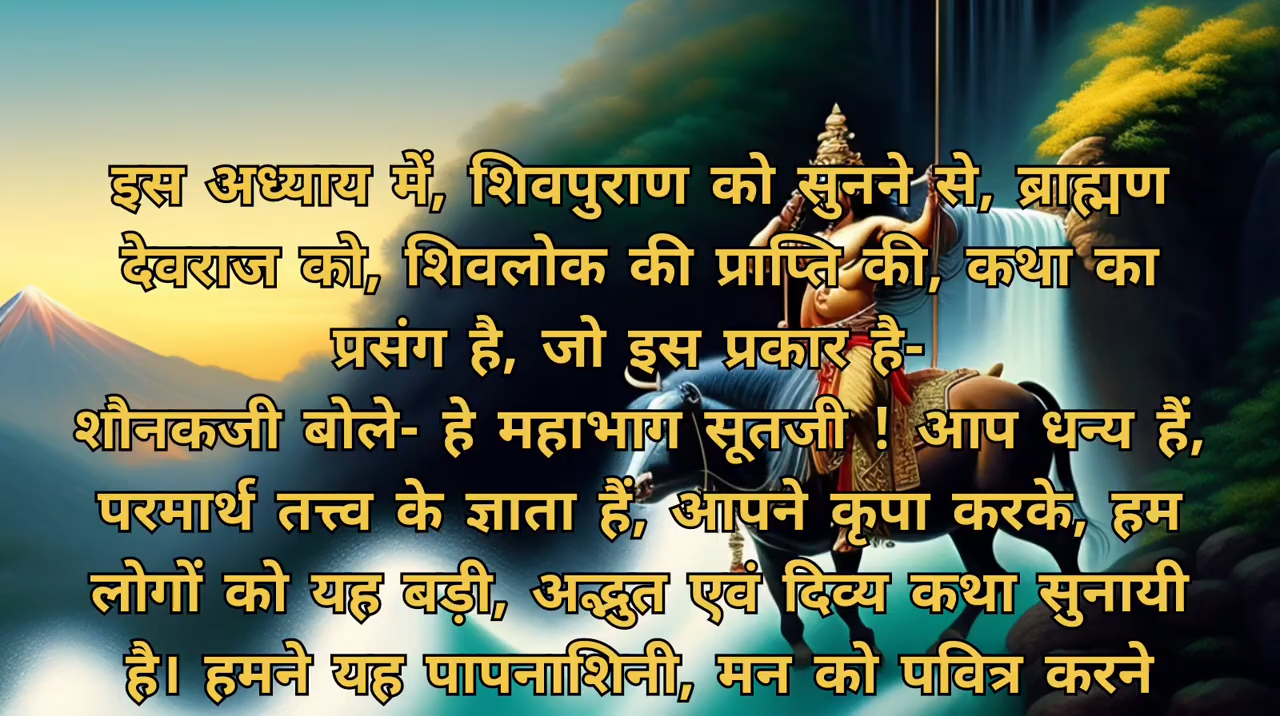 इस अध्याय में, शिवपुराण को सुनने से, ब्राह्मण
देवराज को, शिवलोक की प्राप्ति की, कथा का
प्रसंग है, जो इस प्रकार है-
शौनकजी बोले- हे महाभाग सूतजी ! आप धन्य हैं,
परमार्थ तत्त्व के ज्ञाता हैं, आपने कृपा करके, हम
लोगों को यह बड़ी, अद्भुत एवं दिव्य कथा सुनायी
है। हमने यह पापनाशिनी, मन को पवित्र करने